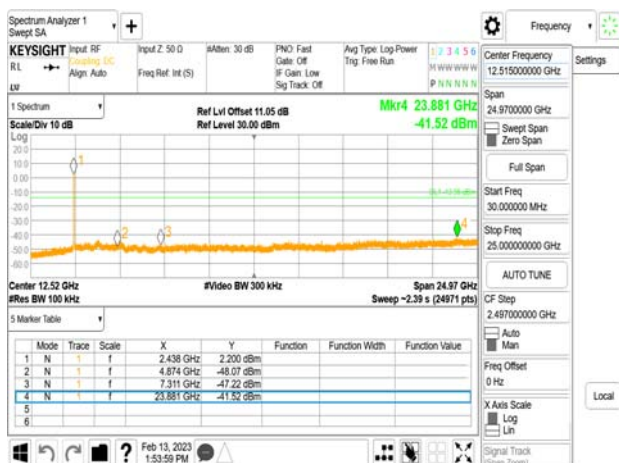 Spectrum Analyzer 1
Swept SA
+
Frequency
KEYSIGHT
RL
Input: RF
Coupling: DC
Align: Auto
Input Z: 50 Ω
Freq Ref: Int (S)
#Atten: 30 dB
PNO: Fast
Gate: Off
IF Gain: Low
Sig Track: Off
Avg Type: Log-Power
Trig: Free Run
1 2 3 4 5 6
M W W W W W
P N N N N N
1 Spectrum
Scale/Div 10 dB
Ref Lvl Offset 11.05 dB
Ref Level 30.00 dBm
Mkr4 23.881 GHz
-41.52 dBm
Log
20.0
10.0
0.00
-10.0
-20.0
-30.0
-40.0
-50.0
-60.0
1
2
3
4
Center 12.52 GHz
#Res BW 100 kHz
#Video BW 300 kHz
Span 24.97 GHz
Sweep ~2.39 s (24971 pts)
5 Marker Table
Mode Trace Scale X Y Function Function Width Function Value
1 N 1 f 2.438 GHz 2.200 dBm
2 N 1 f 4.874 GHz -48.07 dBm
3 N 1 f 7.311 GHz -47.22 dBm
4 N 1 f 23.881 GHz -41.52 dBm
5
6
Feb 13, 2023
1:53:59 PM
Center Frequency
12.515000000 GHz
Settings
Span
24.9700000 GHz
Swept Span
Zero Span
Full Span
Start Freq
30.000000 MHz
Stop Freq
25.000000000 GHz
AUTO TUNE
CF Step
2.497000000 GHz
Auto
Man
Freq Offset
0 Hz
X Axis Scale
Log
Lin
Local
Signal Track
(Span Zoom)